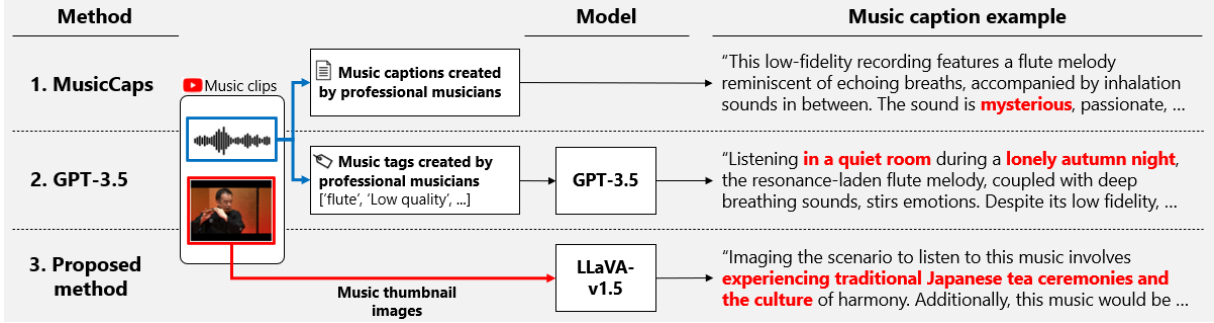 Method
Model
Music caption example
1. MusicCaps
Music clips
Music captions created
by professional musicians
“This low-fidelity recording features a flute melody
reminiscent of echoing breaths, accompanied by inhalation
sounds in between. The sound is mysterious, passionate, ...
2. GPT-3.5
Music tags created by
professional musicians
[‘flute’, ‘Low quality’, ...]
GPT-3.5
“Listening in a quiet room during a lonely autumn night,
the resonance-laden flute melody, coupled with deep
breathing sounds, stirs emotions. Despite its low fidelity, ...
3. Proposed
method
Music thumbnail
images
LLaVA-
v1.5
“Imaging the scenario to listen to this music involves
experiencing traditional Japanese tea ceremonies and
the culture of harmony. Additionally, this music would be ...